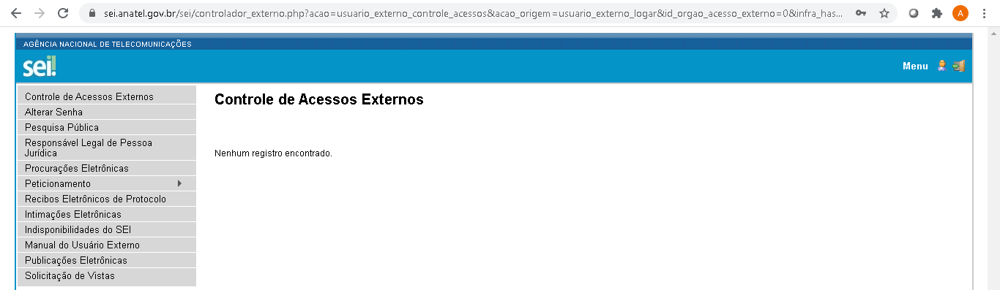 sei.anatel.gov.br/sei/controlador_externo.php?acao=usuario_externo_controle_acessos&acao_origem=usuario_externo_logar&id_orgao_acesso_externo=0&infra_has...
A
AGÊNCIA NACIONAL DE TELECOMUNICAÇÕES
sei!
Menu
Controle de Acessos Externos
Alterar Senha
Pesquisa Pública
Responsável Legal de Pessoa
Jurídica
Procurações Eletrônicas
Peticionamento
Recibos Eletrônicos de Protocolo
Intimações Eletrônicas
Indisponibilidades do SEI
Manual do Usuário Externo
Publicações Eletrônicas
Solicitação de Vistas
Controle de Acessos Externos
Nenhum registro encontrado.